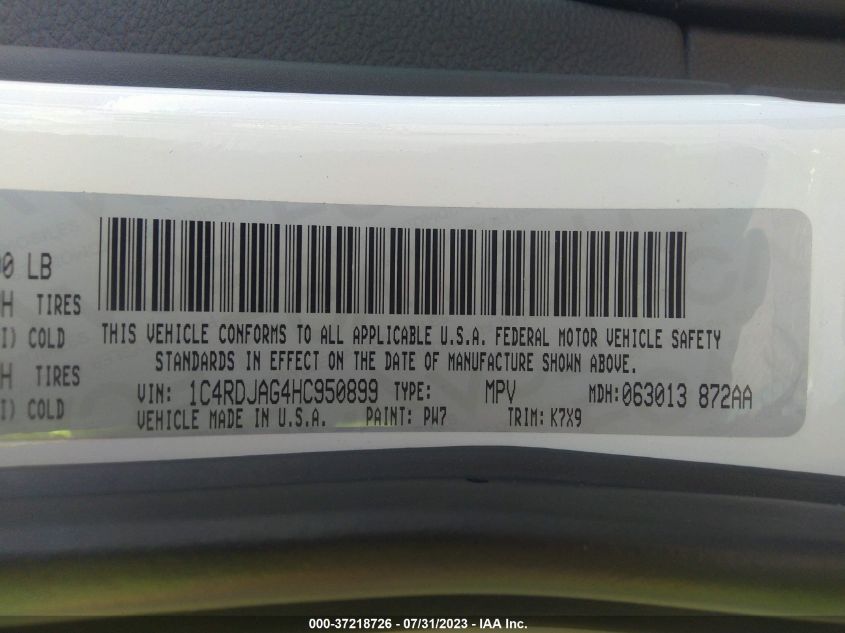 00 LB
H TIRES
I) COLD
H TIRES
I) COLD
THIS VEHICLE CONFORMS TO ALL APPLICABLE U.S.A. FEDERAL MOTOR VEHICLE SAFETY
STANDARDS IN EFFECT ON THE DATE OF MANUFACTURE SHOWN ABOVE.
VIN: 1C4RDJAG4HC950899 TYPE: MPV MDH:063013 872AA
VEHICLE MADE IN U.S.A. PAINT: PW7 TRIM: K7X9
000-37218726 - 07/31/2023 - IAA Inc.